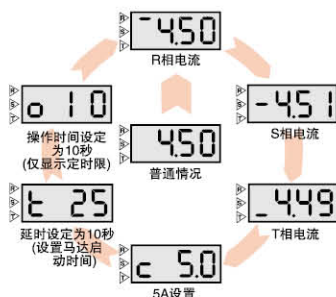 R
S
T
¯4.50
R相电流
R
S
T
o 10
操作时间设定
为10秒
(仅显示定时限)
R
S
T
4.50
普通情况
R
S
T
-4.51
S相电流
R
S
T
t 25
延时设定为10秒
(设置马达启
动时间)
R
S
T
_4.49
T相电流
R
S
T
c 5.0
5A设置